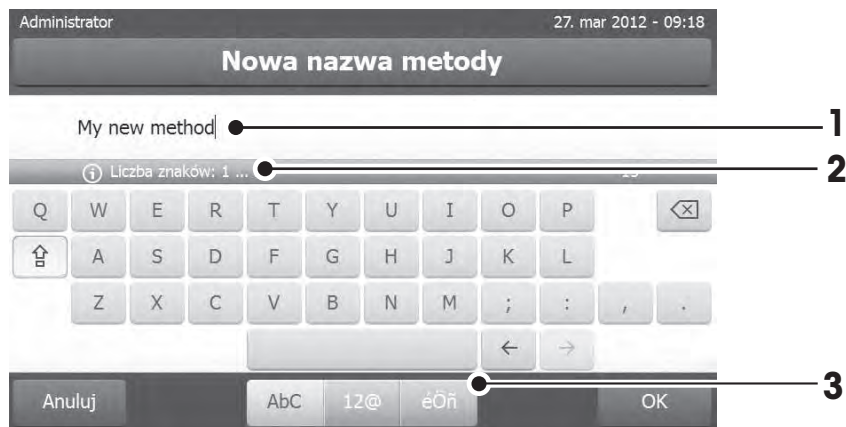 Administrator 27. mar 2012 - 09:18
Nowa nazwa metody
My new method 1
Liczba znaków: 1 ... 2
Q W E R T Y U I O P
A S D F G H J K L
Z X C V B N M ; : , .
← →
3
Anuluj AbC 12@ éÖñ OK